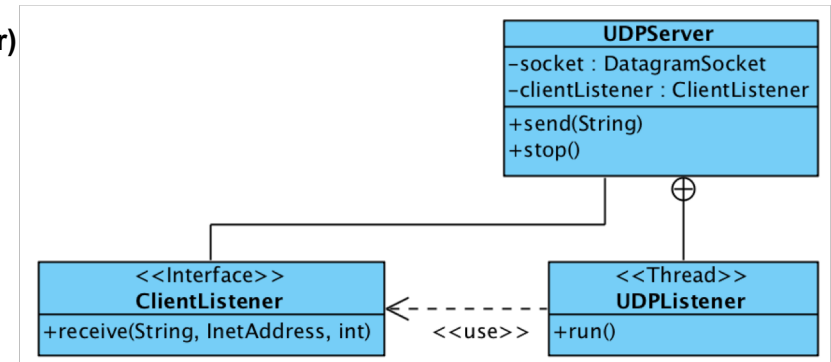 r)
UDPServer
-socket : DatagramSocket
-clientListener : ClientListener
+send(String)
+stop()
<<Interface>>
ClientListener
+receive(String, InetAddress, int)
<<use>>
<<Thread>>
UDPListener
+run()